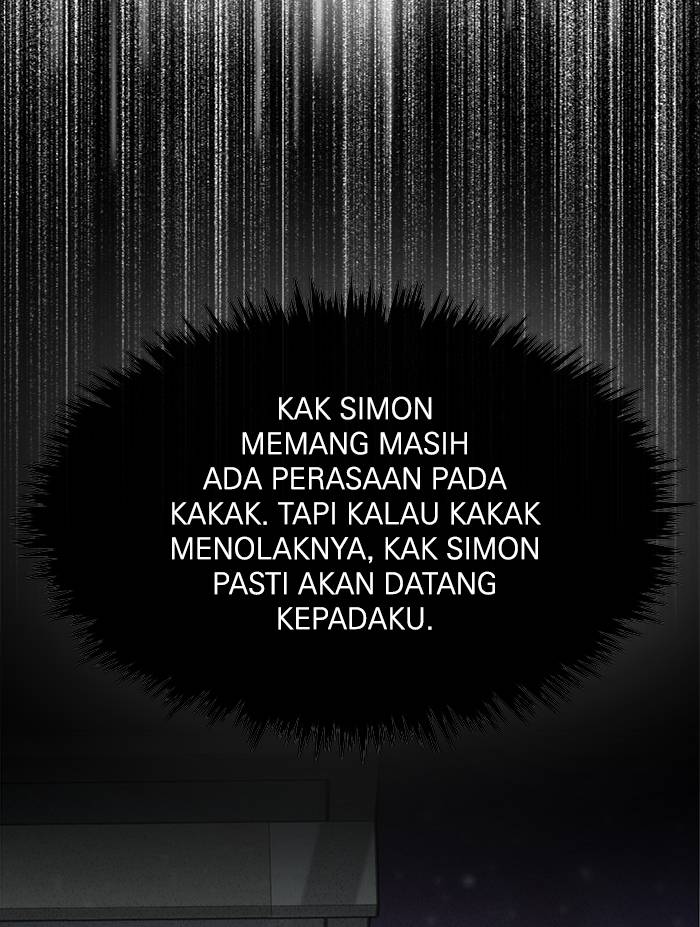 KAK SIMON
MEMANG MASIH
ADA PERASAAN PADA
KAKAK. TAPI KALAU KAKAK
MENOLAKNYA, KAK SIMON
PASTI AKAN DATANG
KEPADAKU.